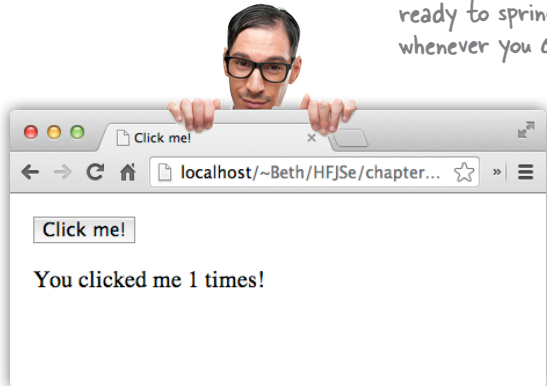 ready to sprin
whenever you
Click me!
localhost/~Beth/HFJSe/chapter...
Click me!
You clicked me 1 times!